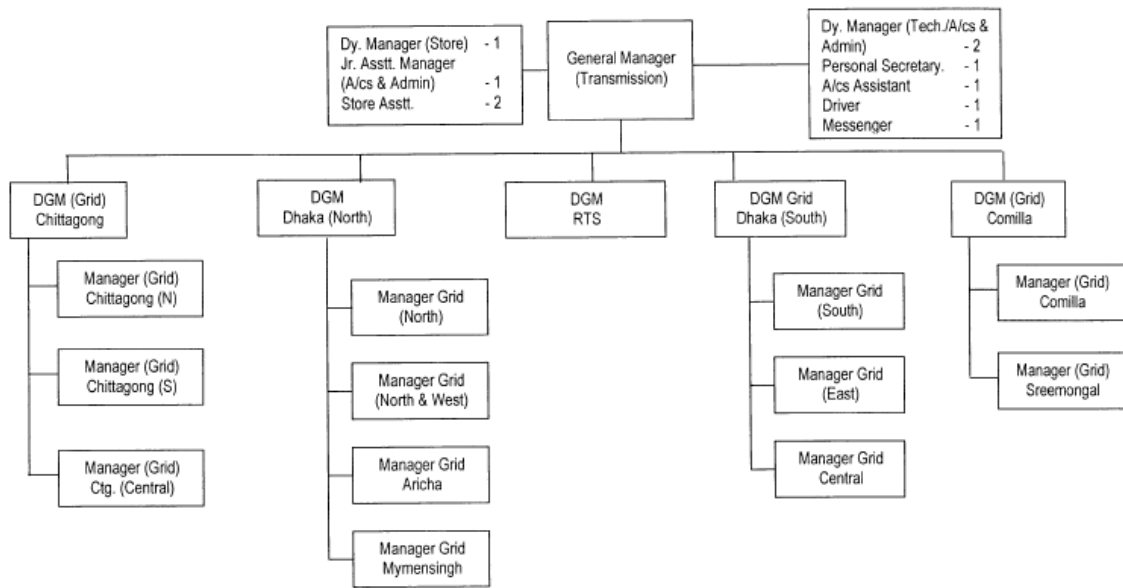 Dy. Manager (Store) - 1
Jr. Asstt. Manager
(A/cs & Admin) - 1
Store Asstt. - 2
General Manager
(Transmission)
Dy. Manager (Tech./A/cs &
Admin) - 2
Personal Secretary. - 1
A/cs Assistant - 1
Driver - 1
Messenger - 1
DGM (Grid)
Chittagong
DGM
Dhaka (North)
DGM
RTS
DGM Grid
Dhaka (South)
DGM (Grid)
Comilla
Manager (Grid)
Chittagong (N)
Manager (Grid)
Chittagong (S)
Manager (Grid)
Ctg. (Central)
Manager Grid
(North)
Manager Grid
(North & West)
Manager Grid
Aricha
Manager Grid
Mymensingh
Manager Grid
(South)
Manager Grid
(East)
Manager Grid
Central
Manager (Grid)
Comilla
Manager (Grid)
Sreemongal